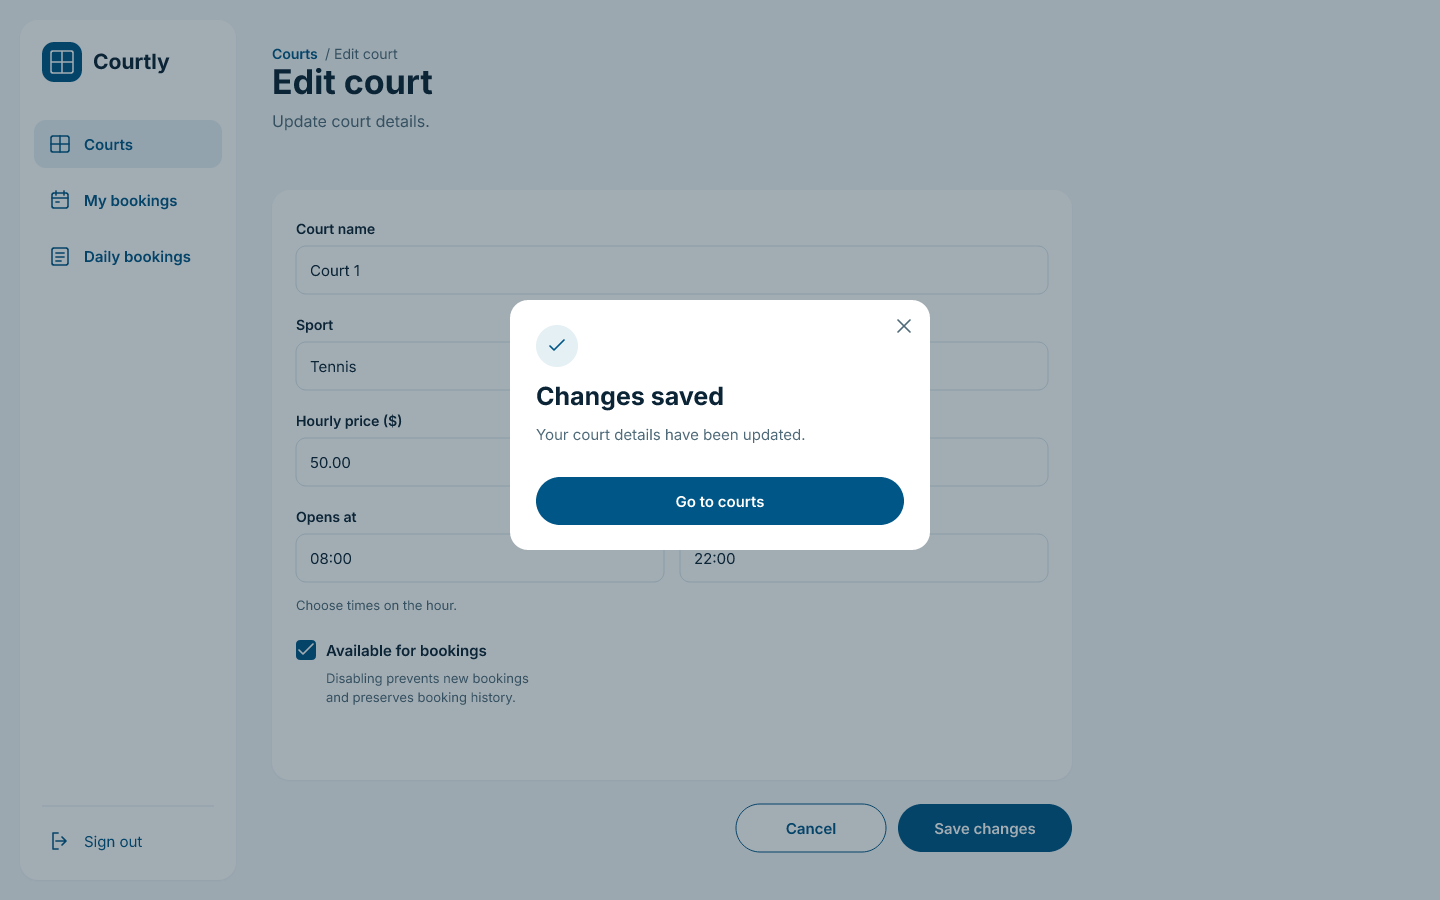 Courtly
Courts
My bookings
Daily bookings
Sign out
Courts / Edit court
Edit court
Update court details.
Court name
Court 1
Sport
Tennis
Hourly price ($)
50.00
Opens at
08:00
22:00
Choose times on the hour.
Available for bookings
Disabling prevents new bookings
and preserves booking history.
Cancel
Save changes
Changes saved
Your court details have been updated.
Go to courts